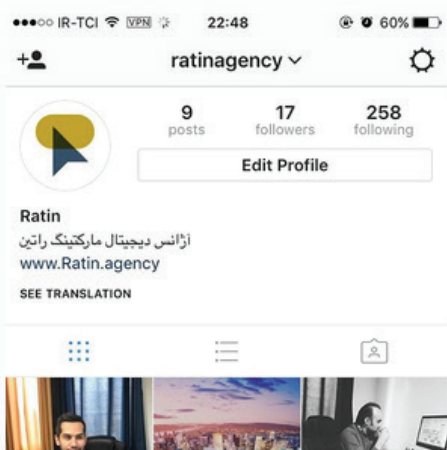 IR-TCI VPN 22:48 60%
ratinagency
9 17 258
posts followers following
Edit Profile
Ratin
آژانس دیجیتال مارکتینگ راتین
www.Ratin.agency
SEE TRANSLATION